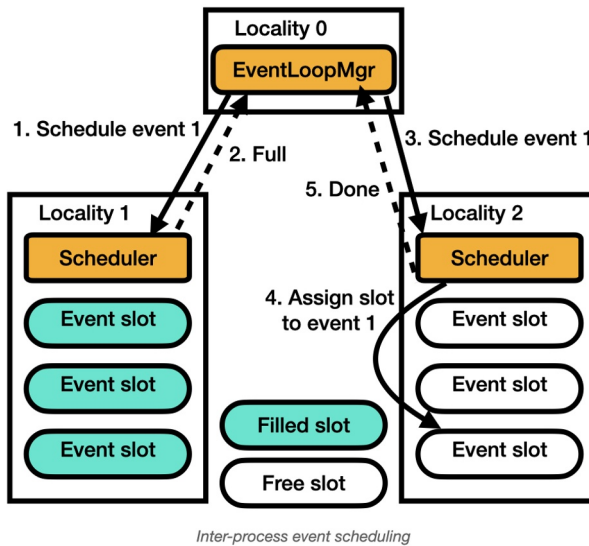 Locality 0
EventLoopMgr
1. Schedule event 1
2. Full
3. Schedule event 1
5. Done
Locality 1
Scheduler
Event slot
Event slot
Event slot
Locality 2
Scheduler
4. Assign slot
to event 1
Event slot
Event slot
Event slot
Filled slot
Free slot
Inter-process event scheduling